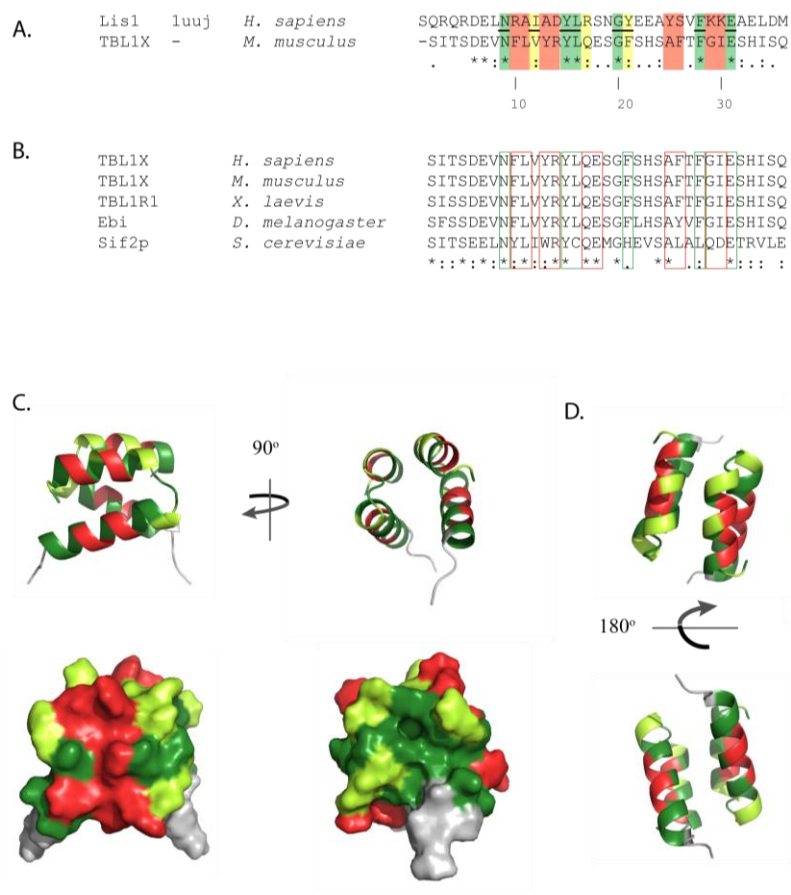 A.
Lis1 1uuj H. sapiens SQRQRDELNRAIADYLRSNGYEEAYSVFKKEAELDM
TBL1X - M. musculus -SITSDEVNFLVYRYLQESGFSHSAFTFGIESHISQ
10 20 30
B.
TBL1X H. sapiens SITSDEVNFLVYRYLQESGFSHSAFTFGIESHISQ
TBL1X M. musculus SITSDEVNFLVYRYLQESGFSHSAFTFGIESHISQ
TBL1R1 X. laevis SISSDEVNFLVYRYLQESGFSHSAFTFGIESHISQ
Ebi D. melanogaster SFSSDEVNFLVYRYLQESGFLHSAYVFGIESHISQ
Sif2p S. cerevisiae SITSEELNYLIWRYCQEMGHEVSALALQDETRVLE
C.
90°
D.
180°